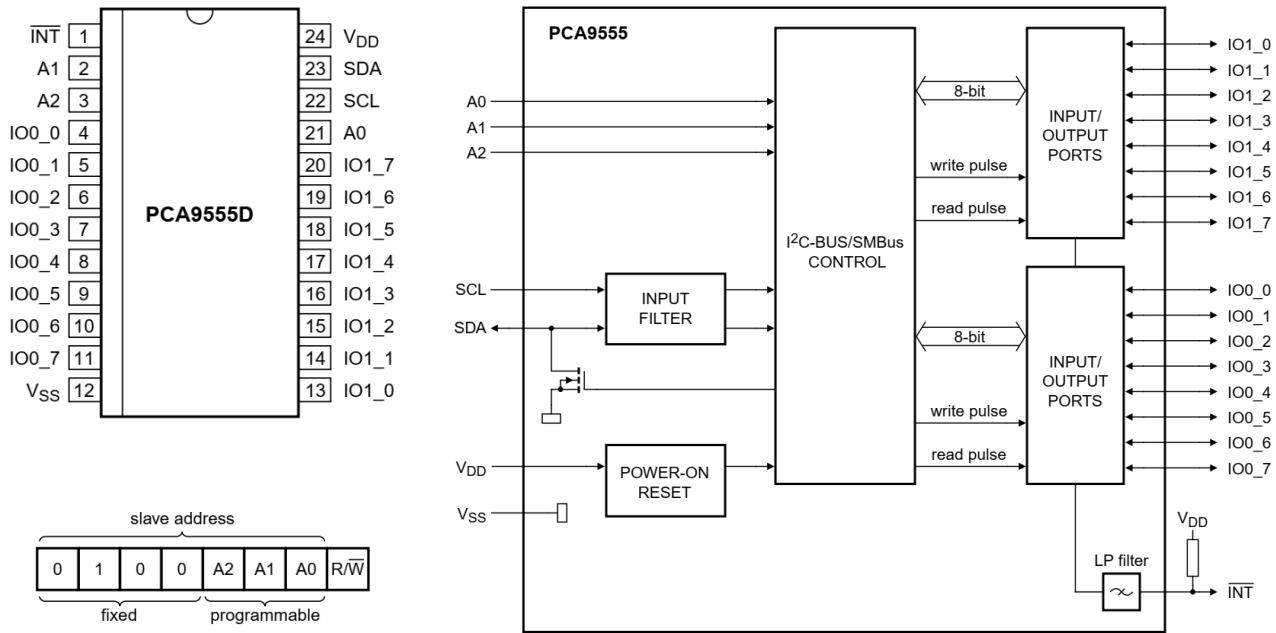 INT 1
A1 2
A2 3
IO0_0 4
IO0_1 5
IO0_2 6
IO0_3 7
IO0_4 8
IO0_5 9
IO0_6 10
IO0_7 11
VSS 12
PCA9555D
24 VDD
23 SDA
22 SCL
21 A0
20 IO1_7
19 IO1_6
18 IO1_5
17 IO1_4
16 IO1_3
15 IO1_2
14 IO1_1
13 IO1_0
slave address
0 1 0 0 A2 A1 A0 R/W
fixed programmable
PCA9555
A0
A1
A2
SCL
SDA
VDD
VSS
INPUT
FILTER
POWER-ON
RESET
I2C-BUS/SMBus
CONTROL
8-bit
write pulse
read pulse
INPUT/
OUTPUT
PORTS
IO1_0
IO1_1
IO1_2
IO1_3
IO1_4
IO1_5
IO1_6
IO1_7
8-bit
write pulse
read pulse
INPUT/
OUTPUT
PORTS
IO0_0
IO0_1
IO0_2
IO0_3
IO0_4
IO0_5
IO0_6
IO0_7
VDD
LP filter
INT